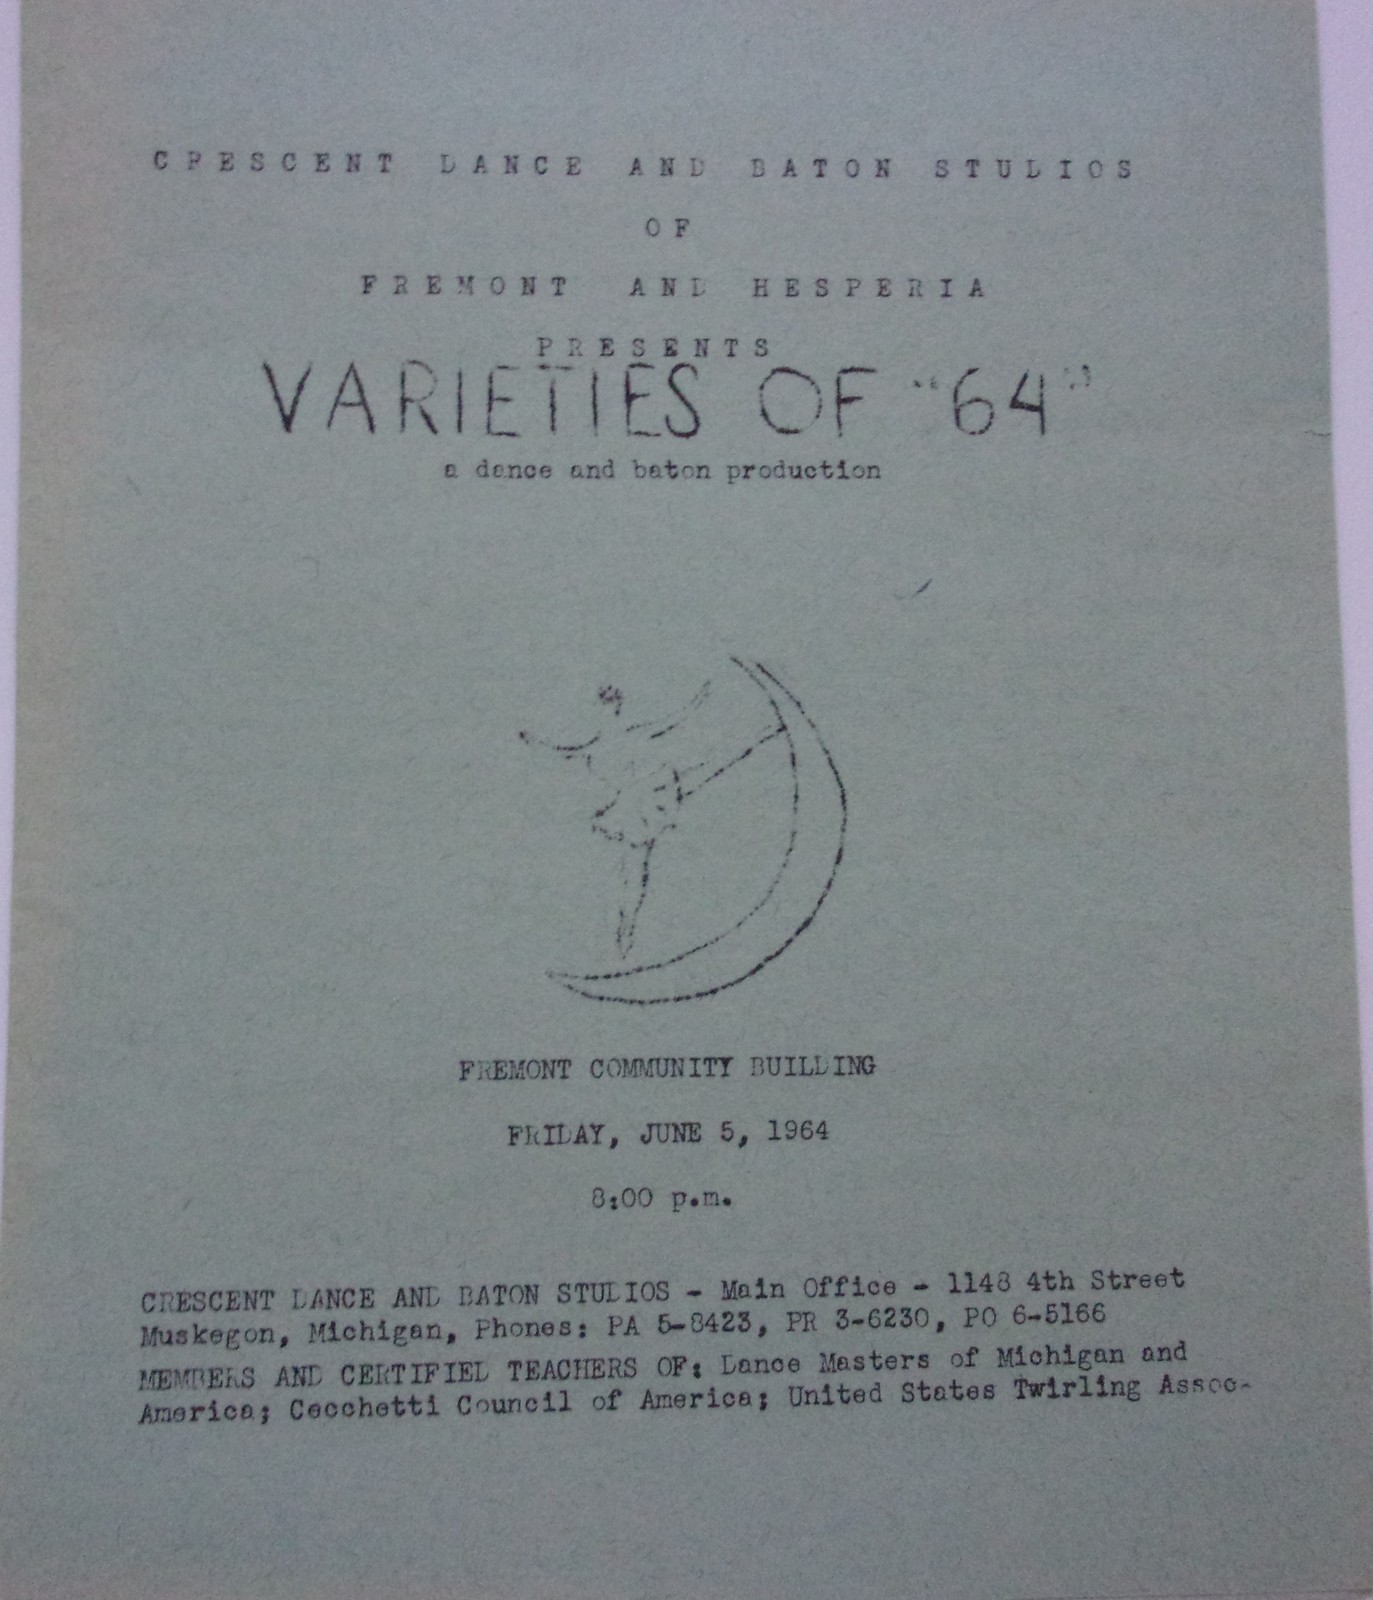 CRESCENT DANCE AND BATON STUDIOS
OF
FREMONT AND HESPERIA
PRESENTS
VARIETIES OF "64"
a dance and baton production
FREMONT COMMUNITY BUILDING
FRIDAY, JUNE 5, 1964
8:00 p.m.
CRESCENT DANCE AND BATON STUDIOS - Main Office - 1148 4th Street
Muskegon, Michigan, Phones: PA 5-8423, PR 3-6230, PO 6-5166
MEMBERS AND CERTIFIED TEACHERS OF: Dance Masters of Michigan and
America; Cecchetti Council of America; United States Twirling Assoc-